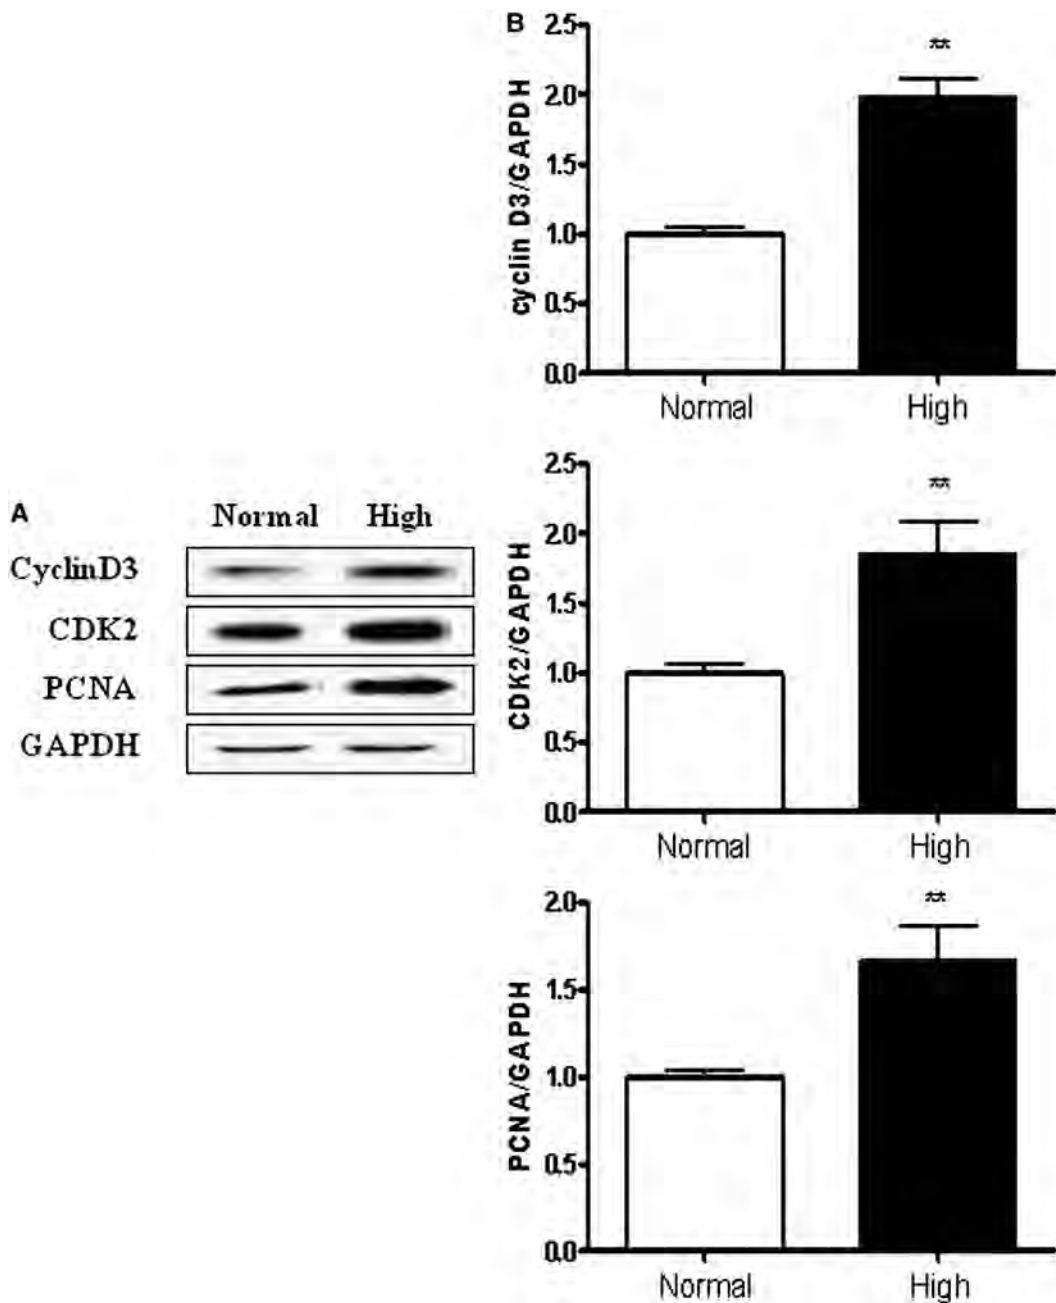 A
Normal High
CyclinD3
CDK2
PCNA
GAPDH
B
cyclin D3/GAPDH
2.5
2.0
1.5
1.0
0.5
0.0
**
Normal High
CDK2/GAPDH
2.5
2.0
1.5
1.0
0.5
0.0
**
Normal High
PCNA/GAPDH
2.0
1.5
1.0
0.5
0.0
**
Normal High